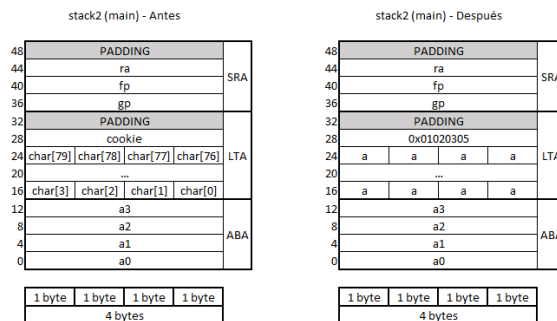 stack2 (main) - Antes
48 PADDING
44 ra
40 fp
36 gp
SRA
32 PADDING
28 cookie
24 char[79] char[78] char[77] char[76]
20 ...
16 char[3] char[2] char[1] char[0]
LTA
12 a3
8 a2
4 a1
0 a0
ABA
1 byte 1 byte 1 byte 1 byte
4 bytes
stack2 (main) - Después
48 PADDING
44 ra
40 fp
36 gp
SRA
32 PADDING
28 0x01020305
24 a a a a
20 ...
16 a a a a
LTA
12 a3
8 a2
4 a1
0 a0
ABA
1 byte 1 byte 1 byte 1 byte
4 bytes